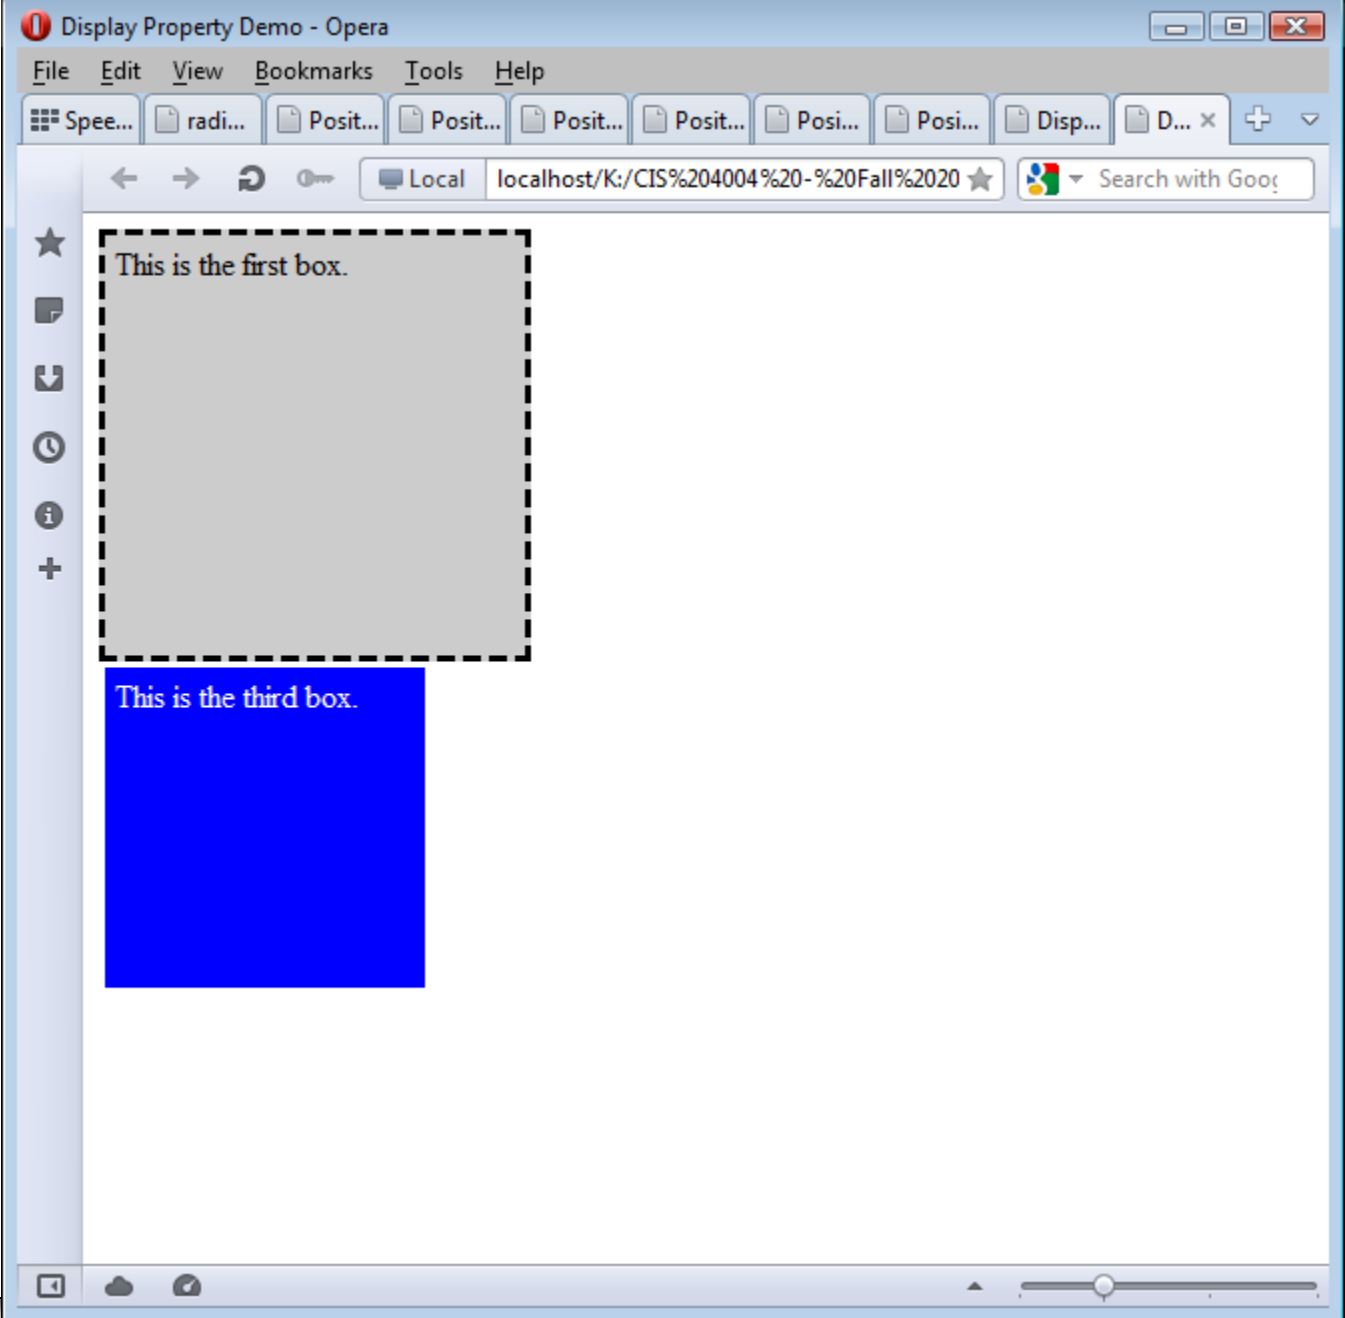 Display Property Demo - Opera
File Edit View Bookmarks Tools Help
Spee... radi... Posit... Posit... Posit... Posit... Posi... Posi... Disp... D...
Local localhost/K:/CIS%204004%20-%20Fall%2020 Search with Goog
This is the first box.
This is the third box.